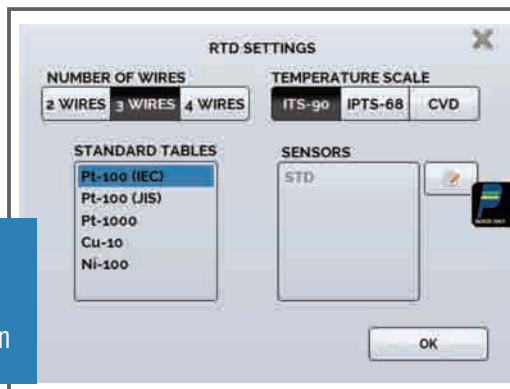 RTD SETTINGS
NUMBER OF WIRES
2 WIRES 3 WIRES 4 WIRES
TEMPERATURE SCALE
ITS-90 IPTS-68 CVD
STANDARD TABLES
Pt-100 (IEC)
Pt-100 (JIS)
Pt-1000
Cu-10
Ni-100
SENSORS
STD
OK